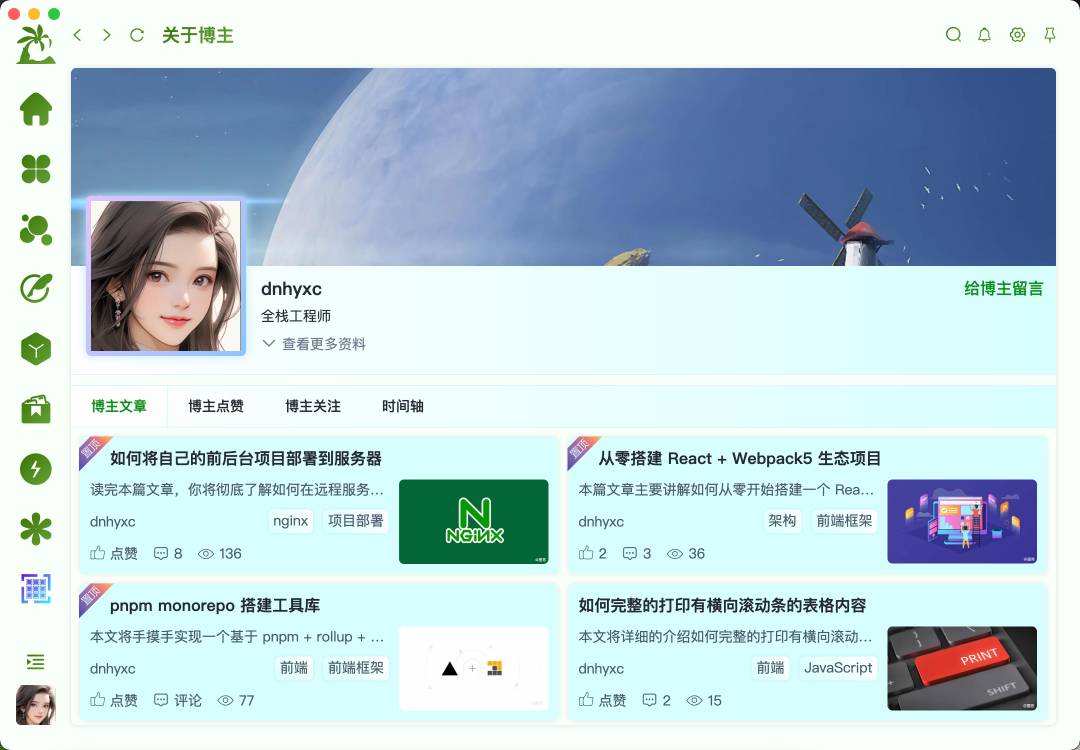 关于博主
dnhyxc
给博主留言
全栈工程师
查看更多资料
博主文章 博主点赞 博主关注 时间轴
置顶
如何将自己的前后台项目部署到服务器
读完本篇文章，你将彻底了解如何在远程服务...
dnhyxc nginx 项目部署
点赞 8 136
NGiNX
置顶
从零搭建 React + Webpack5 生态项目
本篇文章主要讲解如何从零开始搭建一个 Rea...
dnhyxc 架构 前端框架
2 3 36
置顶
pnpm monorepo 搭建工具库
本文将手摸手实现一个基于 pnpm + rollup + ...
dnhyxc 前端 前端框架
点赞 评论 77
如何完整的打印有横向滚动条的表格内容
本文将详细的介绍如何完整的打印有横向滚动...
dnhyxc 前端 JavaScript
点赞 2 15
PRINT
SHIFT